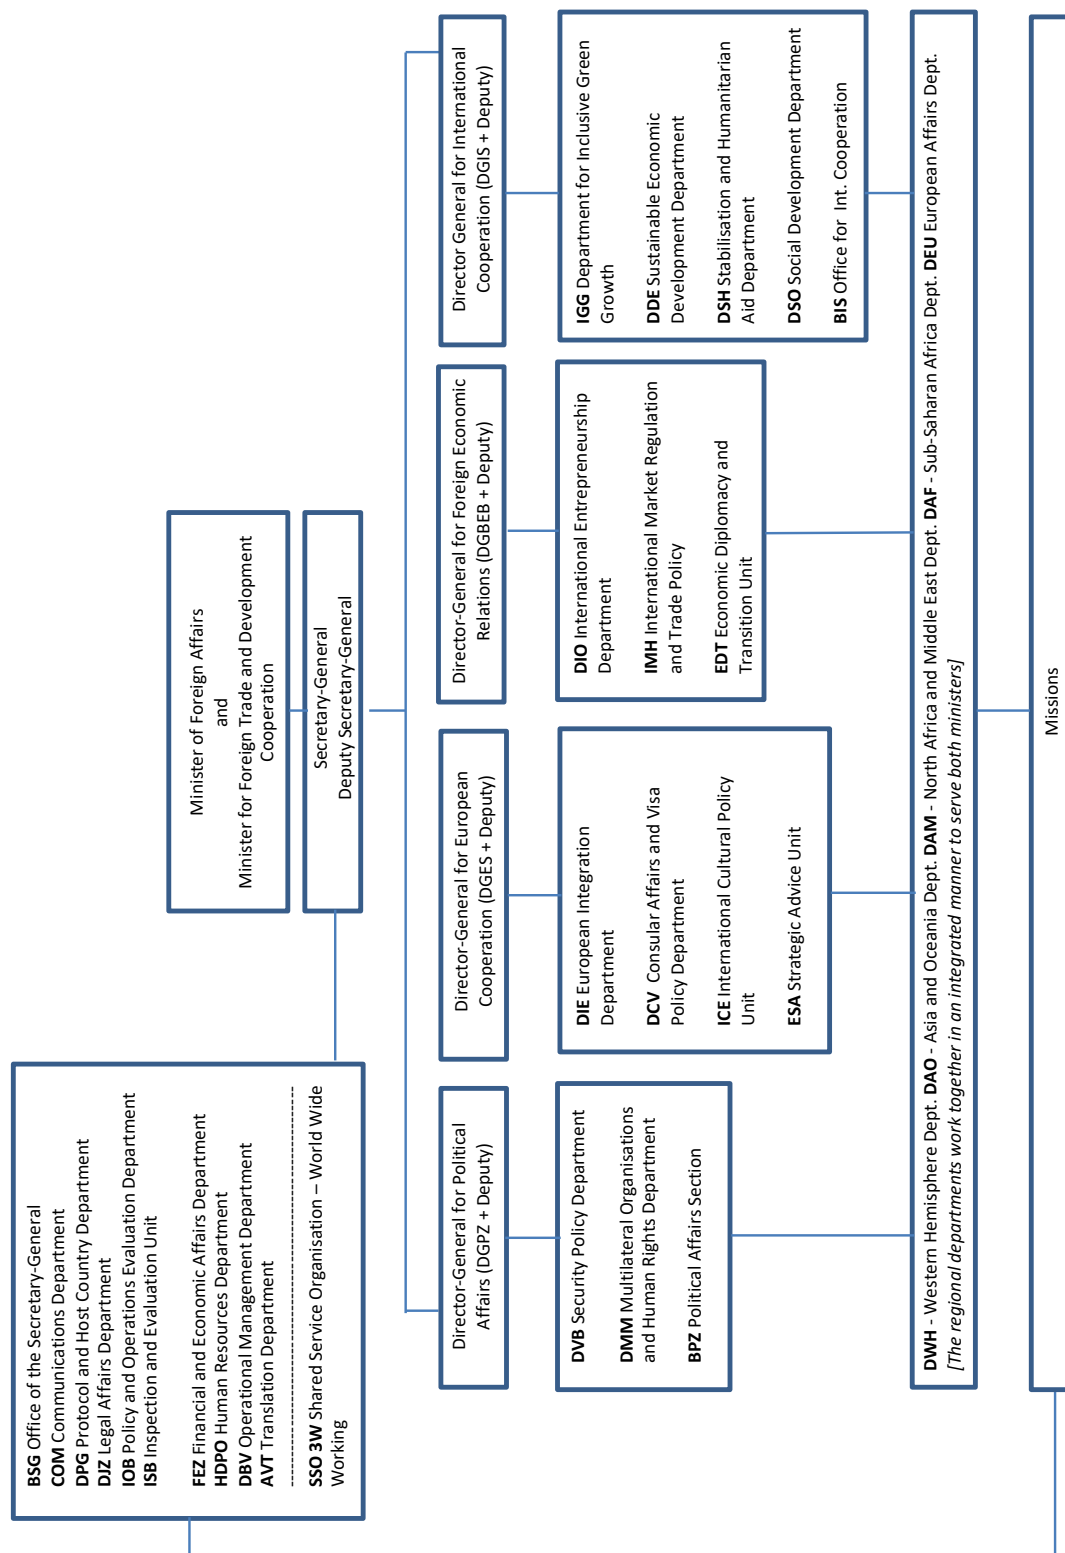 Minister of Foreign Affairs
and
Minister for Foreign Trade and Development
Cooperation
Secretary-General
Deputy Secretary-General
BSG Office of the Secretary-General
COM Communications Department
DPG Protocol and Host Country Department
DJZ Legal Affairs Department
IOB Policy and Operations Evaluation Department
ISB Inspection and Evaluation Unit
FEZ Financial and Economic Affairs Department
HDPO Human Resources Department
DBV Operational Management Department
AVT Translation Department
SSO 3W Shared Service Organisation – World Wide
Working
Director-General for Political
Affairs (DGPZ + Deputy)
Director-General for European
Cooperation (DGES + Deputy)
Director-General for Foreign Economic
Relations (DGBEB + Deputy)
Director General for International
Cooperation (DGIS + Deputy)
DVB Security Policy Department
DMM Multilateral Organisations
and Human Rights Department
BPZ Political Affairs Section
DIE European Integration
Department
DCV Consular Affairs and Visa
Policy Department
ICE International Cultural Policy
Unit
ESA Strategic Advice Unit
DIO International Entrepreneurship
Department
IMH International Market Regulation
and Trade Policy
EDT Economic Diplomacy and
Transition Unit
IGG Department for Inclusive Green
Growth
DDE Sustainable Economic
Development Department
DSH Stabilisation and Humanitarian
Aid Department
DSO Social Development Department
BIS Office for Int. Cooperation
DWH - Western Hemisphere Dept. DAO - Asia and Oceania Dept. DAM - North Africa and Middle East Dept. DAF - Sub-Saharan Africa Dept. DEU European Affairs Dept.
[The regional departments work together in an integrated manner to serve both ministers]
Missions